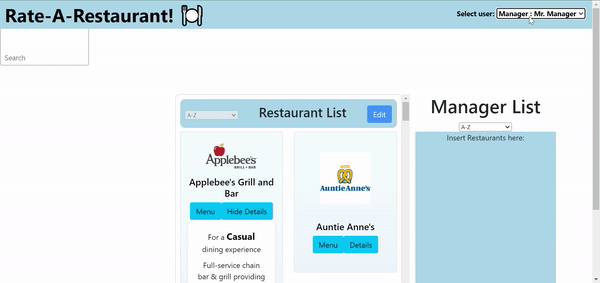 Rate-A-Restaurant!
Select user: Manager : Mr. Manager
Search
A-Z
Restaurant List
Edit
Applebee's
GRILL + BAR
Applebee's Grill and
Bar
Menu Hide Details
For a Casual
dining experience
Full-service chain
bar & grill providing
AuntieAnne's
Auntie Anne's
Menu Details
Manager List
A-Z
Insert Restaurants here: